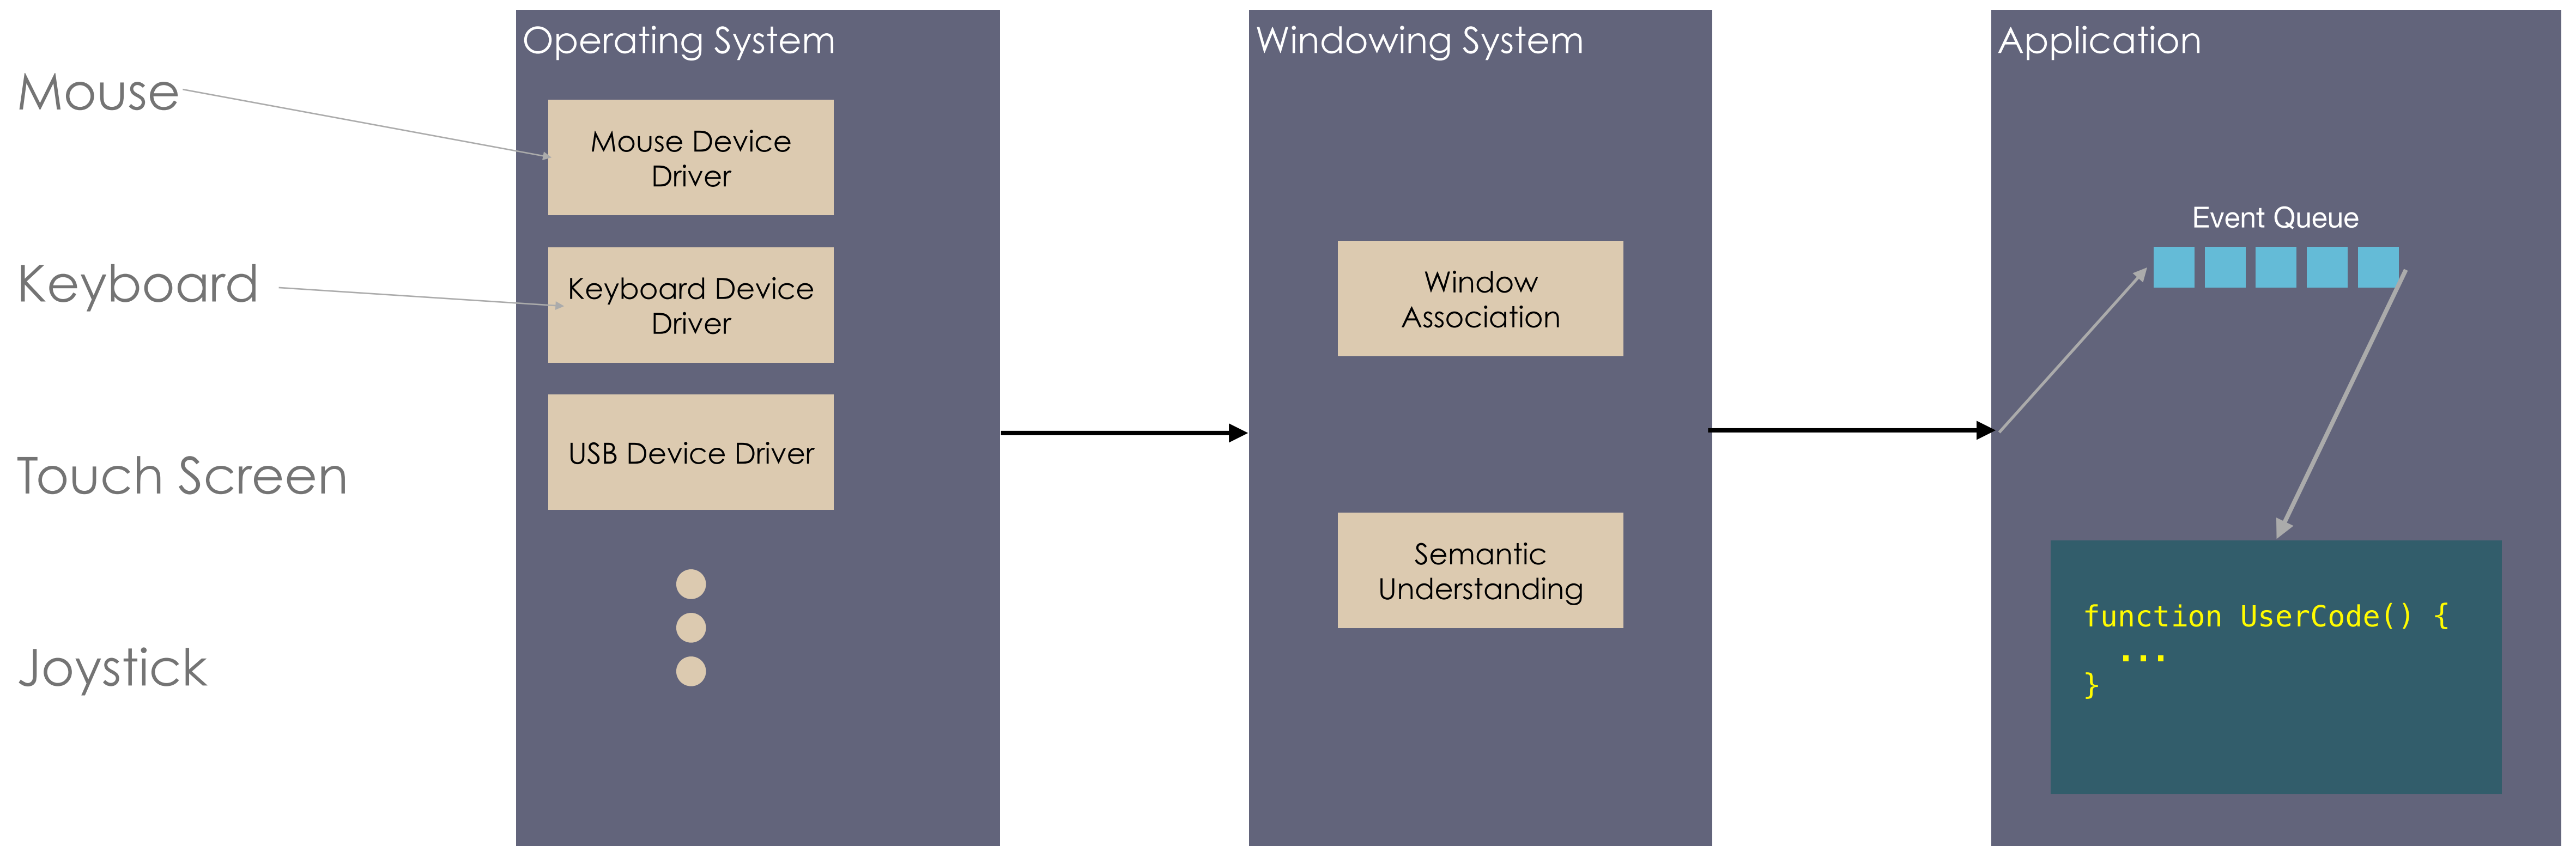 Mouse
Keyboard
Touch Screen
Joystick
Operating System
Mouse Device
Driver
Keyboard Device
Driver
USB Device Driver
Windowing System
Window
Association
Semantic
Understanding
Application
Event Queue
function UserCode() {
...
}